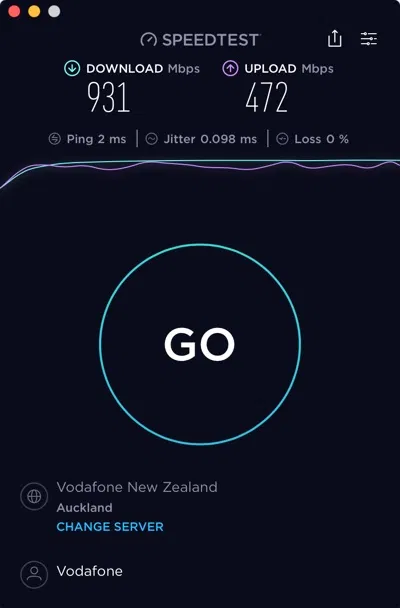 SPEEDTEST
DOWNLOAD Mbps UPLOAD Mbps
931 472
Ping 2 ms Jitter 0.098 ms Loss 0 %
GO
Vodafone New Zealand
Auckland
CHANGE SERVER
Vodafone